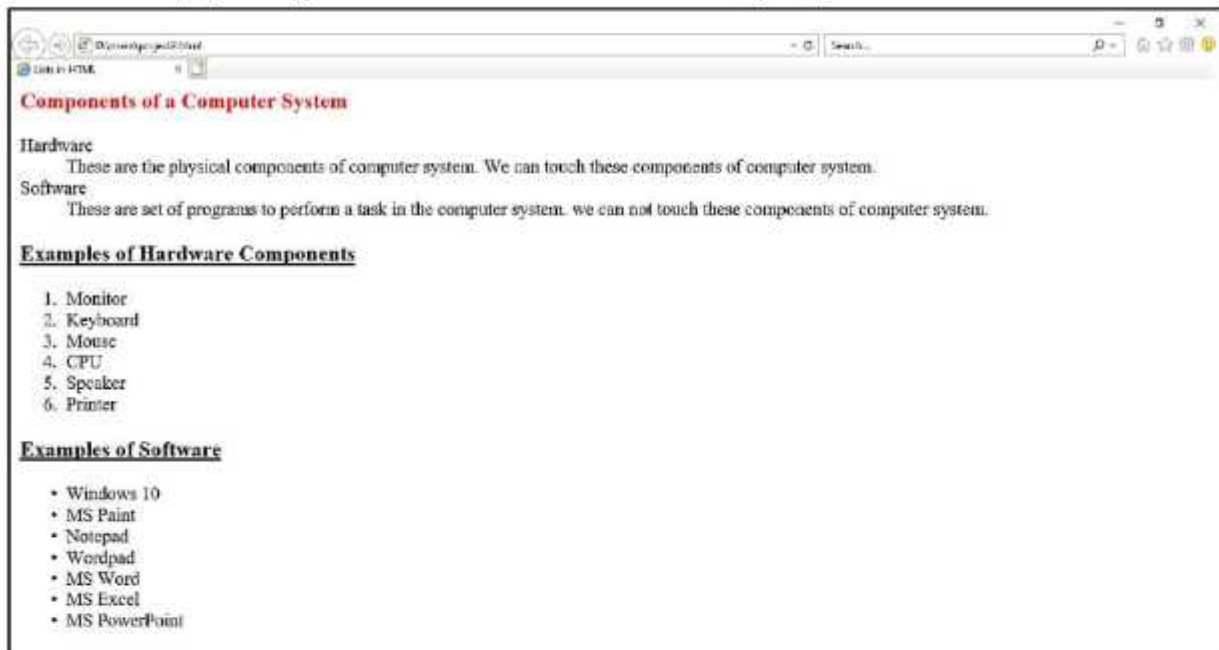 Search...
Lists in HTML
Components of a Computer System
Hardware
These are the physical components of computer system. We can touch these components of computer system.
Software
These are set of programs to perform a task in the computer system. we can not touch these components of computer system.
Examples of Hardware Components
1. Monitor
2. Keyboard
3. Mouse
4. CPU
5. Speaker
6. Printer
Examples of Software
• Windows 10
• MS Paint
• Notepad
• Wordpad
• MS Word
• MS Excel
• MS PowerPoint